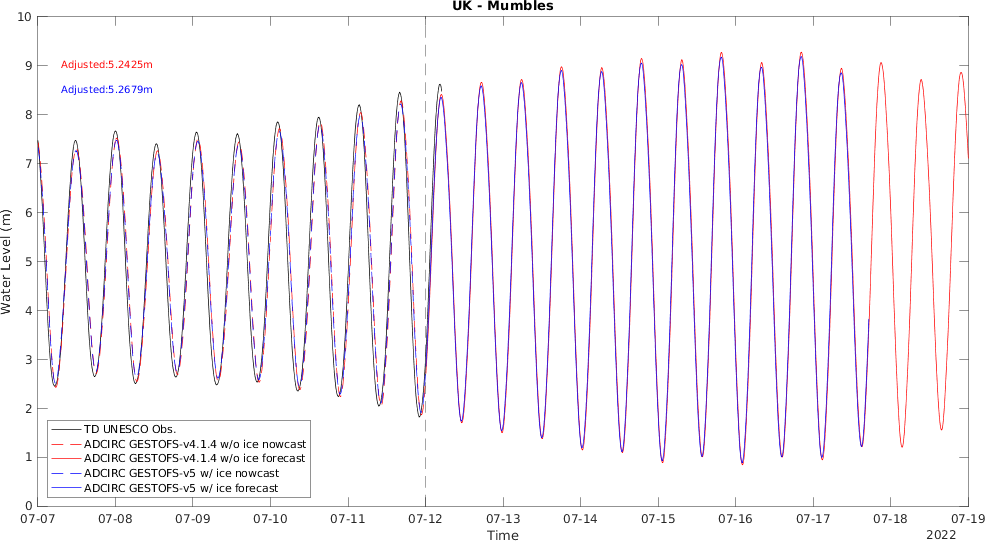 UK - Mumbles
10
9
8
7
6
5
4
3
2
1
0
Water Level (m)
Adjusted:5.2425m
Adjusted:5.2679m
TD UNESCO Obs.
ADCIRC GESTOFS-v4.1.4 w/o ice nowcast
ADCIRC GESTOFS-v4.1.4 w/o ice forecast
ADCIRC GESTOFS-v5 w/ ice nowcast
ADCIRC GESTOFS-v5 w/ ice forecast
07-07 07-08 07-09 07-10 07-11 07-12 07-13 07-14 07-15 07-16 07-17 07-18 07-19
Time
2022